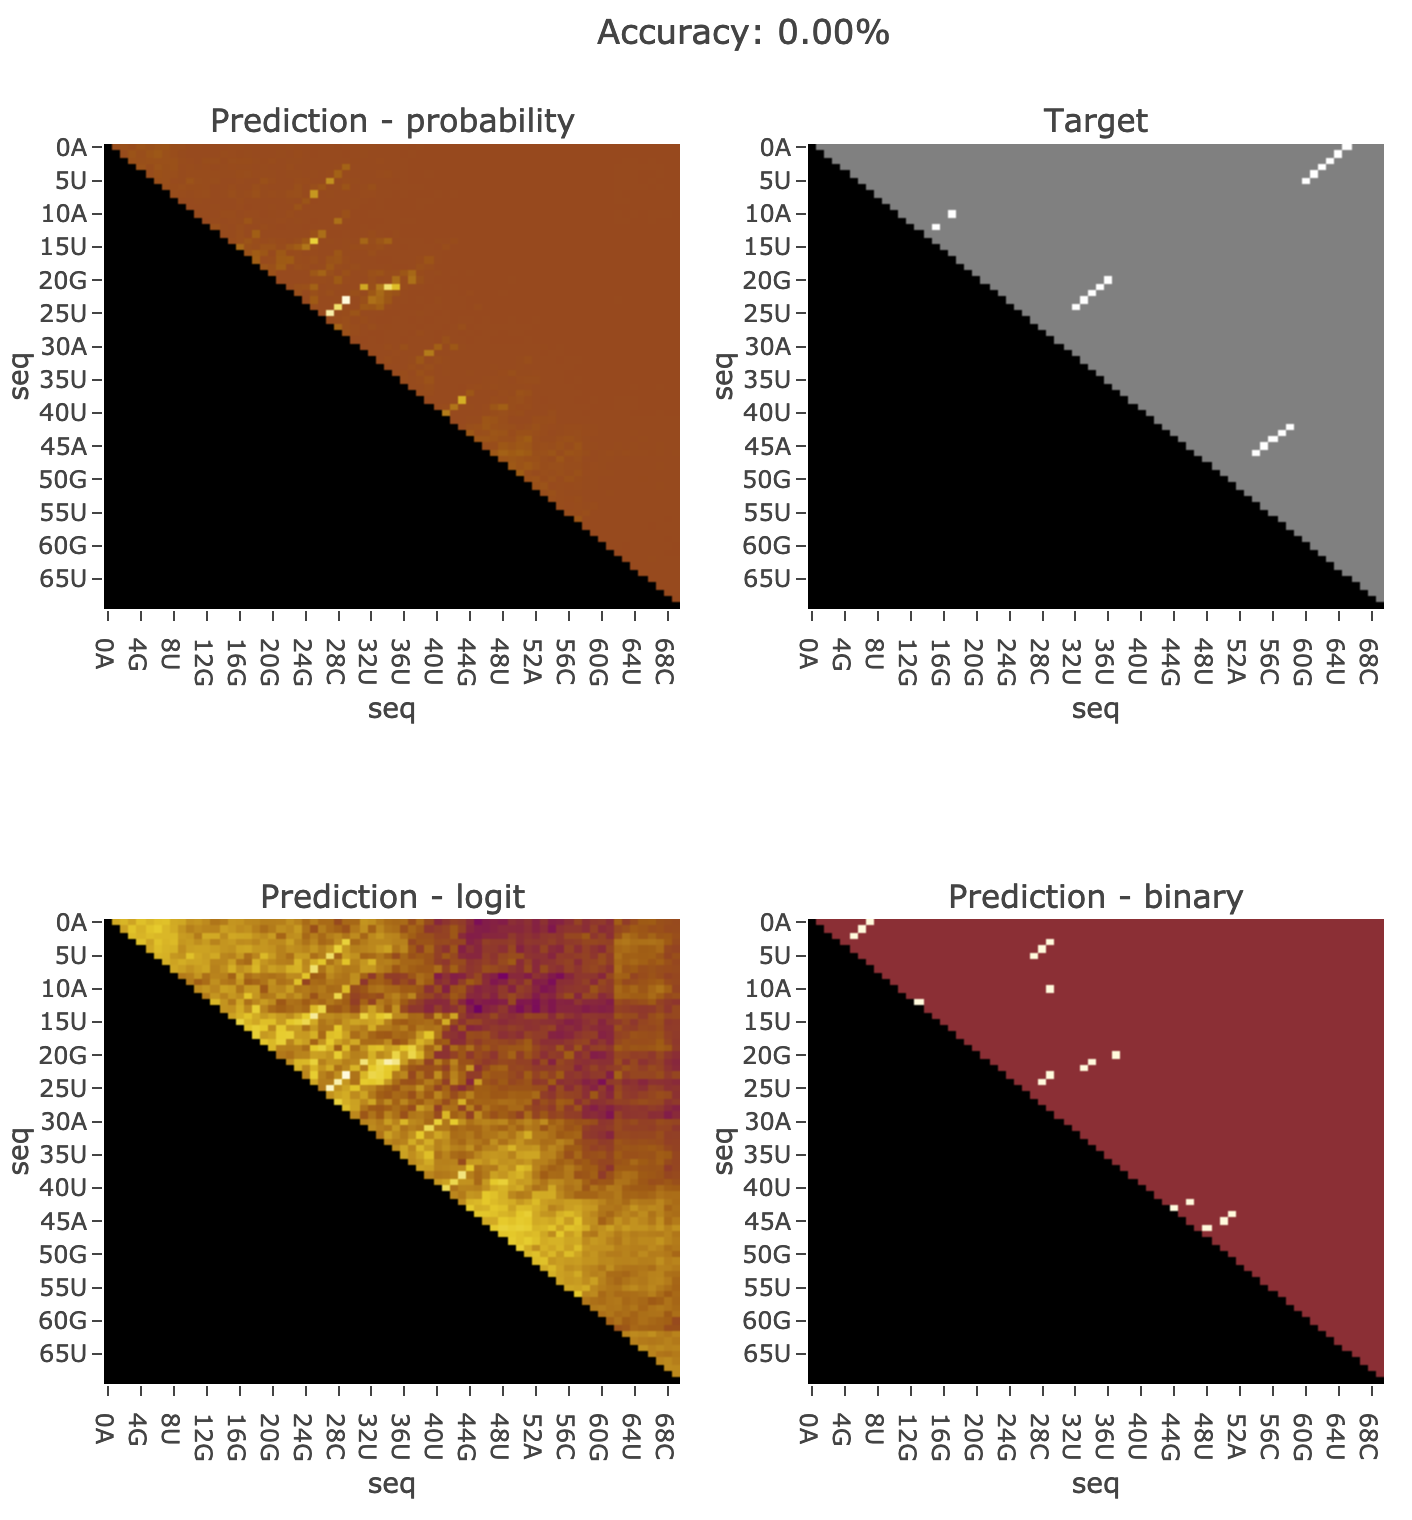 Accuracy: 0.00%
Prediction - probability
Target
0A
5U
10A
15U
20G
25U
30A
35U
40U
45A
50G
55U
60G
65U
seq
0A
4G
8U
12G
16G
20G
24G
28C
32U
36U
40U
44G
48U
52A
56C
60G
64U
68C
seq
0A
5U
10A
15U
20G
25U
30A
35U
40U
45A
50G
55U
60G
65U
seq
0A
4G
8U
12G
16G
20G
24G
28C
32U
36U
40U
44G
48U
52A
56C
60G
64U
68C
seq
Prediction - logit
Prediction - binary
0A
5U
10A
15U
20G
25U
30A
35U
40U
45A
50G
55U
60G
65U
seq
0A
4G
8U
12G
16G
20G
24G
28C
32U
36U
40U
44G
48U
52A
56C
60G
64U
68C
seq
0A
5U
10A
15U
20G
25U
30A
35U
40U
45A
50G
55U
60G
65U
seq
0A
4G
8U
12G
16G
20G
24G
28C
32U
36U
40U
44G
48U
52A
56C
60G
64U
68C
seq